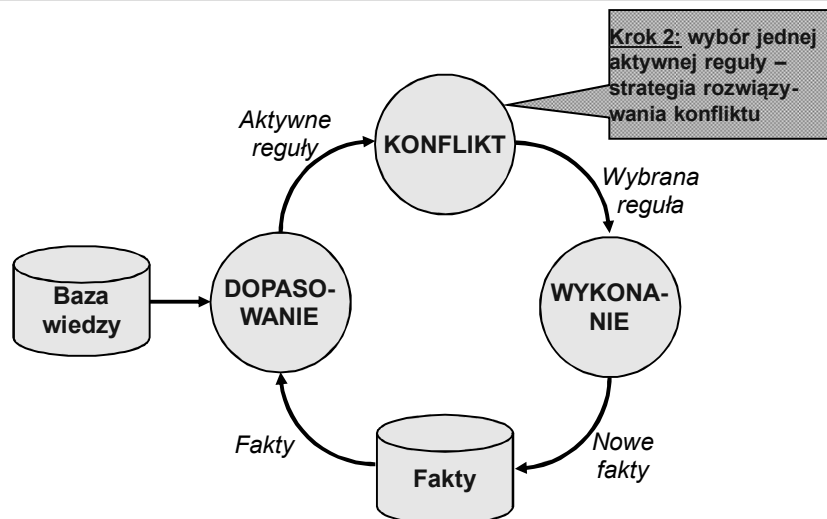 Krok 2: wybór jednej
aktywnej reguły –
strategia rozwiązy-
wania konfliktu
Aktywne
reguły
KONFLIKT
Wybrana
reguła
Baza
wiedzy
DOPASO-
WANIE
WYKONA-
NIE
Fakty
Fakty
Nowe
fakty